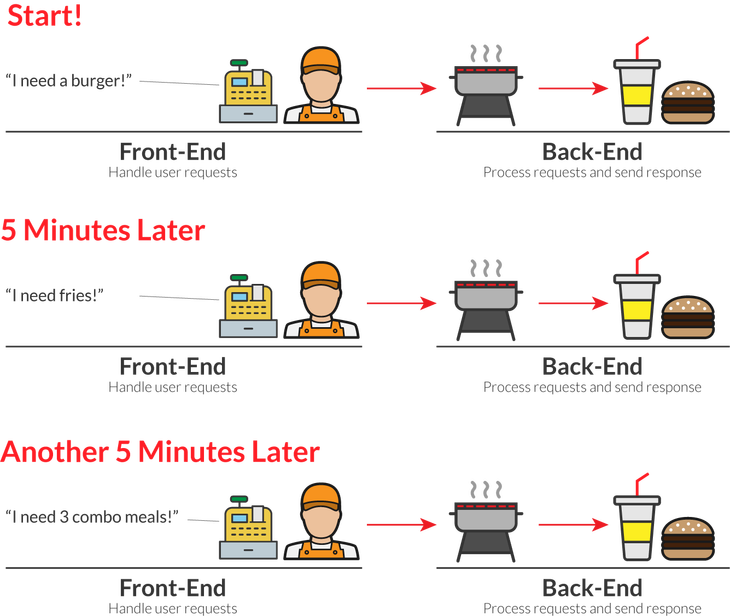 Start!
“I need a burger!”
Front-End
Handle user requests
Back-End
Process requests and send response
5 Minutes Later
“I need fries!”
Front-End
Handle user requests
Back-End
Process requests and send response
Another 5 Minutes Later
“I need 3 combo meals!”
Front-End
Handle user requests
Back-End
Process requests and send response